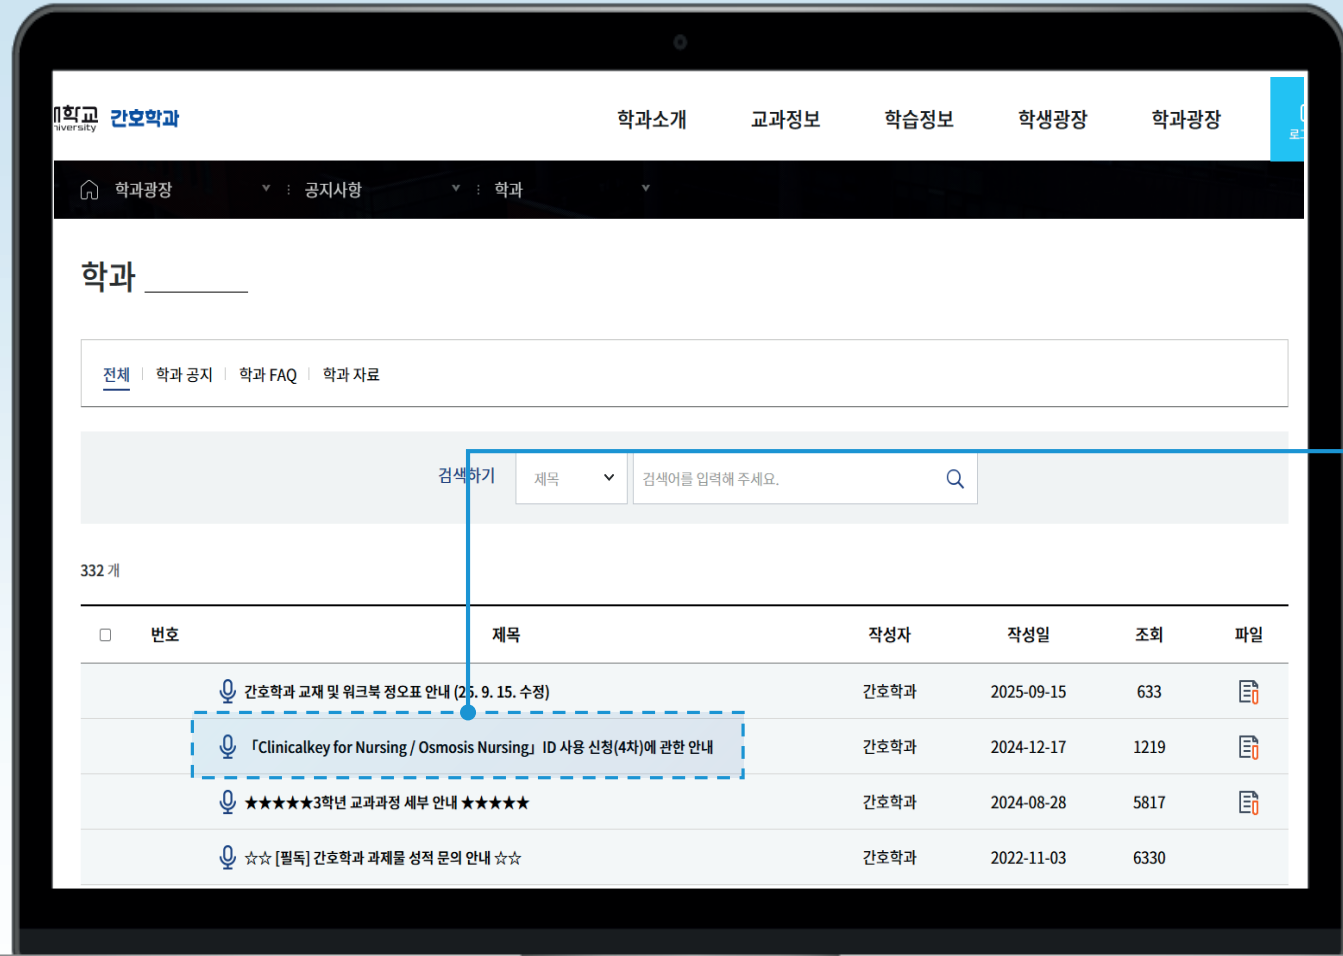 대학교 간호학과
niversity
학과소개 교과정보 학습정보 학생광장 학과광장
학과광장 공지사항 학과
학과
전체 학과 공지 학과 FAQ 학과 자료
검색하기 제목 검색어를 입력해 주세요.
332 개
번호 제목 작성자 작성일 조회 파일
간호학과 교재 및 워크북 정오표 안내 (25. 9. 15. 수정) 간호학과 2025-09-15 633
「Clinicalkey for Nursing / Osmosis Nursing」 ID 사용 신청(4차)에 관한 안내 간호학과 2024-12-17 1219
★★★★★3학년 교과과정 세부 안내 ★★★★★ 간호학과 2024-08-28 5817
☆☆ [필독] 간호학과 과제물 성적 문의 안내 ☆☆ 간호학과 2022-11-03 6330